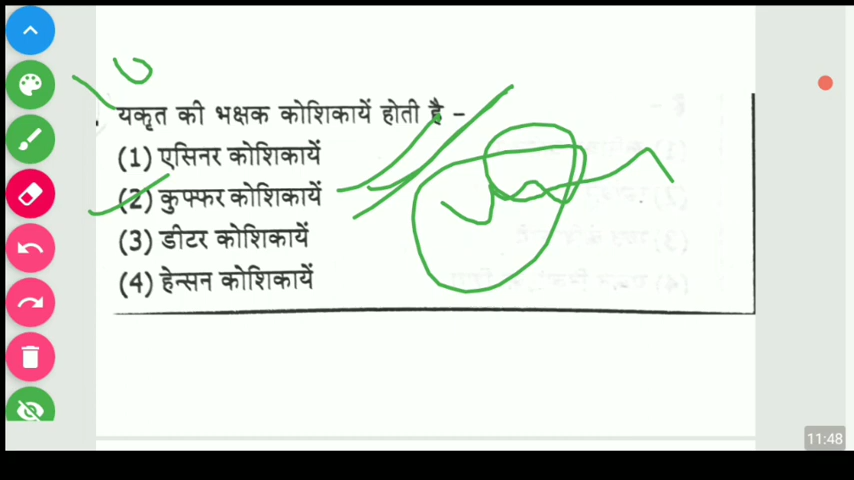 यकृत की भक्षक कोशिकायें होती है -
(1) एसिनर कोशिकायें
(2) कुफ्फर कोशिकायें
(3) डीटर कोशिकायें
(4) हेन्सन कोशिकायें
11:48